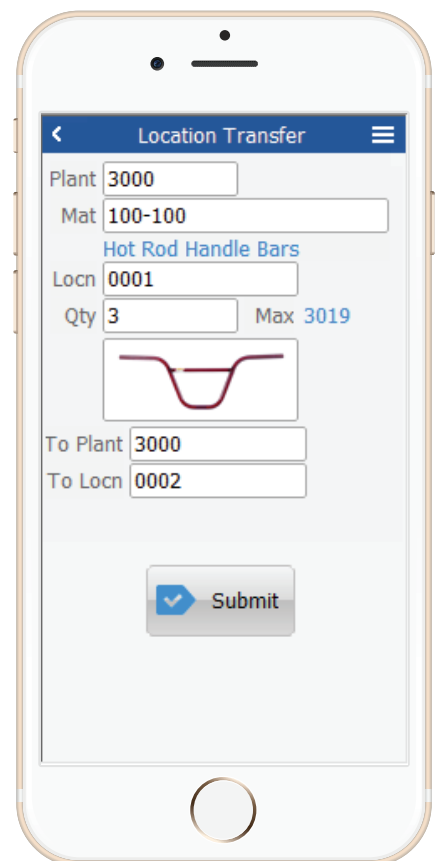 Location Transfer
Plant 3000
Mat 100-100
Hot Rod Handle Bars
Locn 0001
Qty 3 Max 3019
To Plant 3000
To Locn 0002
Submit